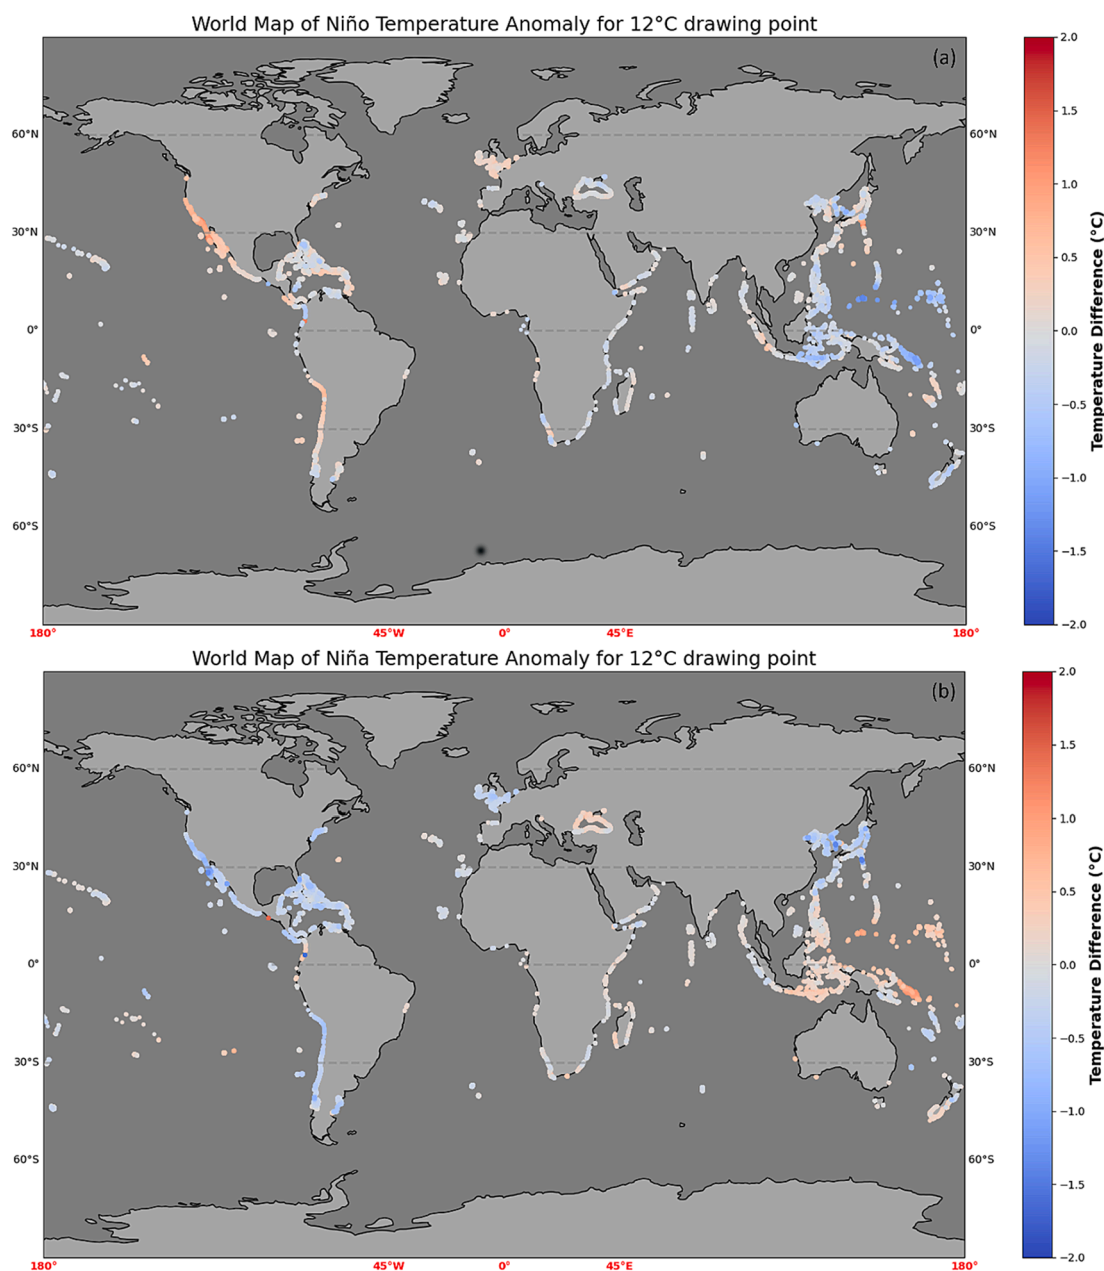 World Map of Niño Temperature Anomaly for 12°C drawing point
(a)
60°N
60°N
30°N
30°N
0°
0°
30°S
30°S
60°S
60°S
180°
45°W
0°
45°E
180°
2.0
1.5
1.0
0.5
0.0
−0.5
−1.0
−1.5
−2.0
Temperature Difference (°C)
World Map of Niña Temperature Anomaly for 12°C drawing point
(b)
60°N
60°N
30°N
30°N
0°
0°
30°S
30°S
60°S
60°S
180°
45°W
0°
45°E
180°
2.0
1.5
1.0
0.5
0.0
−0.5
−1.0
−1.5
−2.0
Temperature Difference (°C)